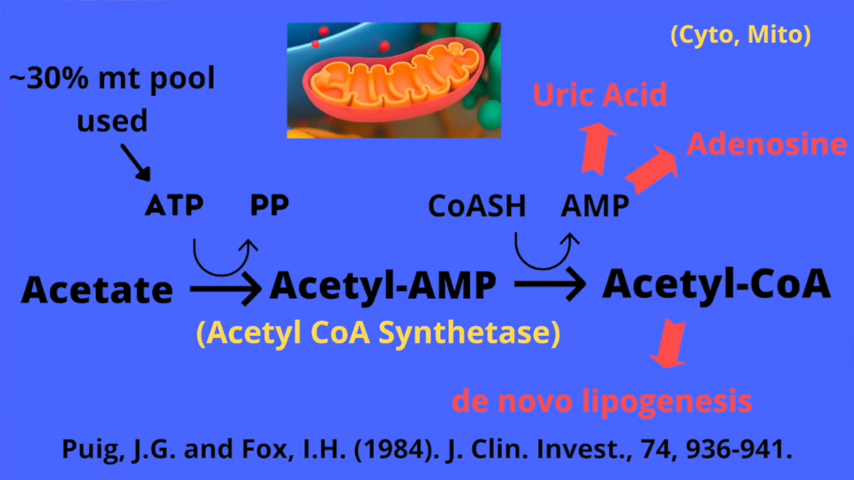 (Cyto, Mito)
~30% mt pool
used
Uric Acid
Adenosine
ATP PP
CoASH AMP
Acetate Acetyl-AMP Acetyl-CoA
(Acetyl CoA Synthetase)
de novo lipogenesis
Puig, J.G. and Fox, I.H. (1984). J. Clin. Invest., 74, 936-941.